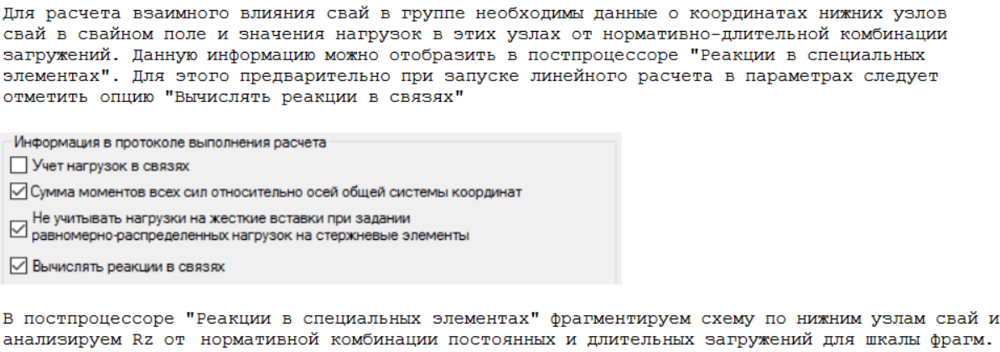 Для расчета взаимного влияния свай в группе необходимы данные о координатах нижних узлов
свай в свайном поле и значения нагрузок в этих узлах от нормативно-длительной комбинации
загружений. Данную информацию можно отобразить в постпроцессоре "Реакции в специальных
элементах". Для этого предварительно при запуске линейного расчета в параметрах следует
отметить опцию "Вычислять реакции в связях"
Информация в протоколе выполнения расчета
Учет нагрузок в связях
Сумма моментов всех сил относительно осей общей системы координат
Не учитывать нагрузки на жесткие вставки при задании
равномерно-распределенных нагрузок на стержневые элементы
Вычислять реакции в связях
В постпроцессоре "Реакции в специальных элементах" фрагментируем схему по нижним узлам свай и
анализируем Rz от нормативной комбинации постоянных и длительных загружений для шкалы фрагм.